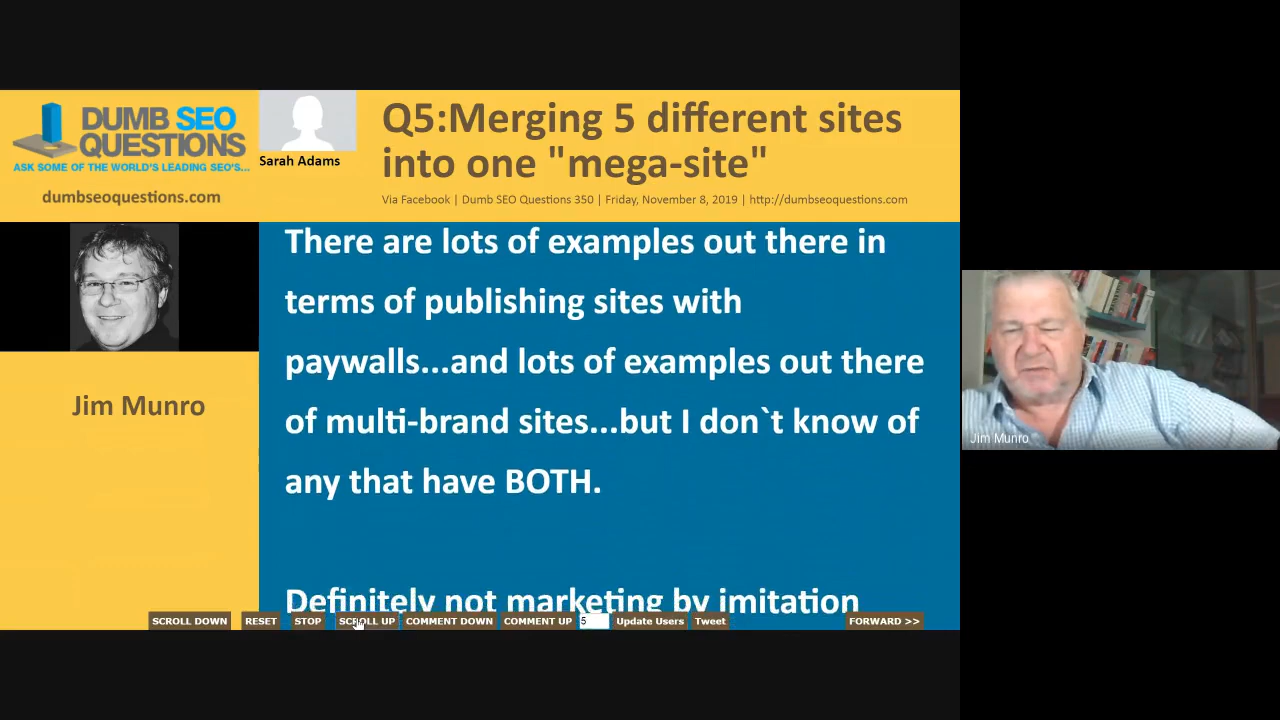 DUMB SEO
QUESTIONS
ASK SOME OF THE WORLD'S LEADING SEO'S...
dumbseoquestions.com
Sarah Adams
Q5:Merging 5 different sites
into one "mega-site"
Via Facebook | Dumb SEO Questions 350 | Friday, November 8, 2019 | http://dumbseoquestions.com
Jim Munro
There are lots of examples out there in
terms of publishing sites with
paywalls...and lots of examples out there
of multi-brand sites...but I don`t know of
any that have BOTH.
Definitely not marketing by imitation
SCROLL DOWN RESET STOP SCROLL UP COMMENT DOWN COMMENT UP 5 Update Users Tweet FORWARD >>
Jim Munro